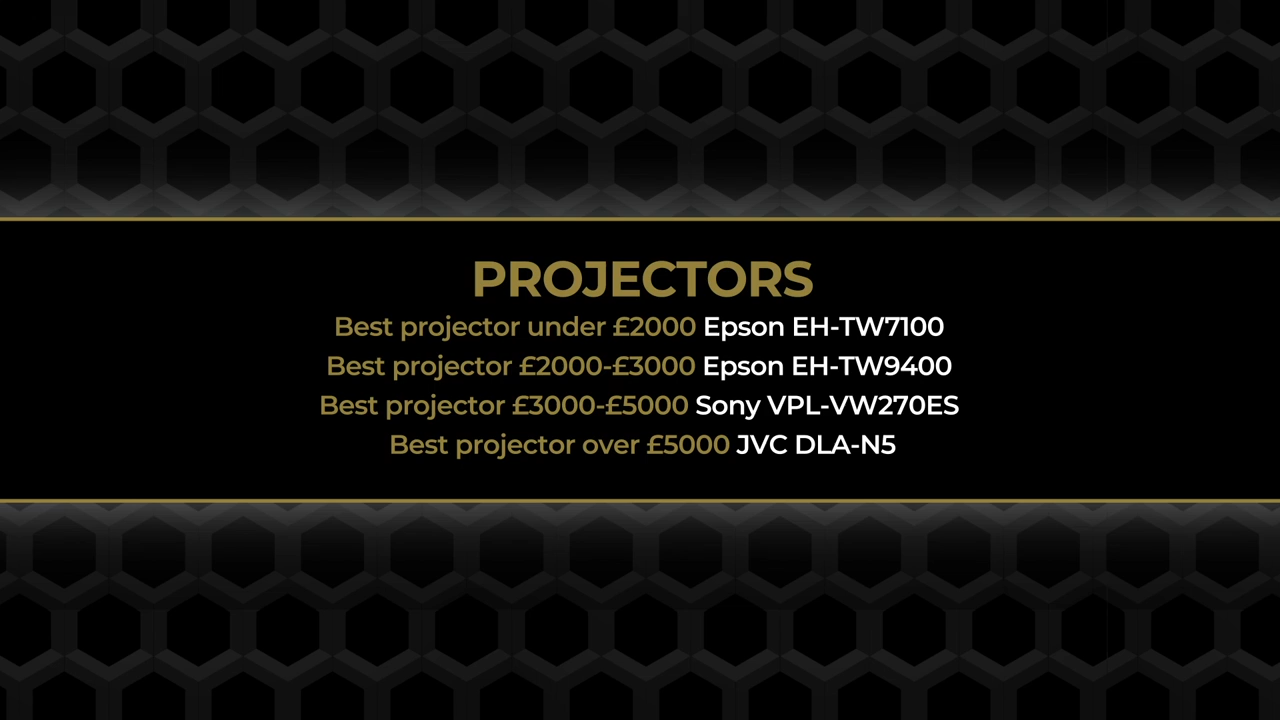 PROJECTORS
Best projector under £2000 Epson EH-TW7100
Best projector £2000-£3000 Epson EH-TW9400
Best projector £3000-£5000 Sony VPL-VW270ES
Best projector over £5000 JVC DLA-N5